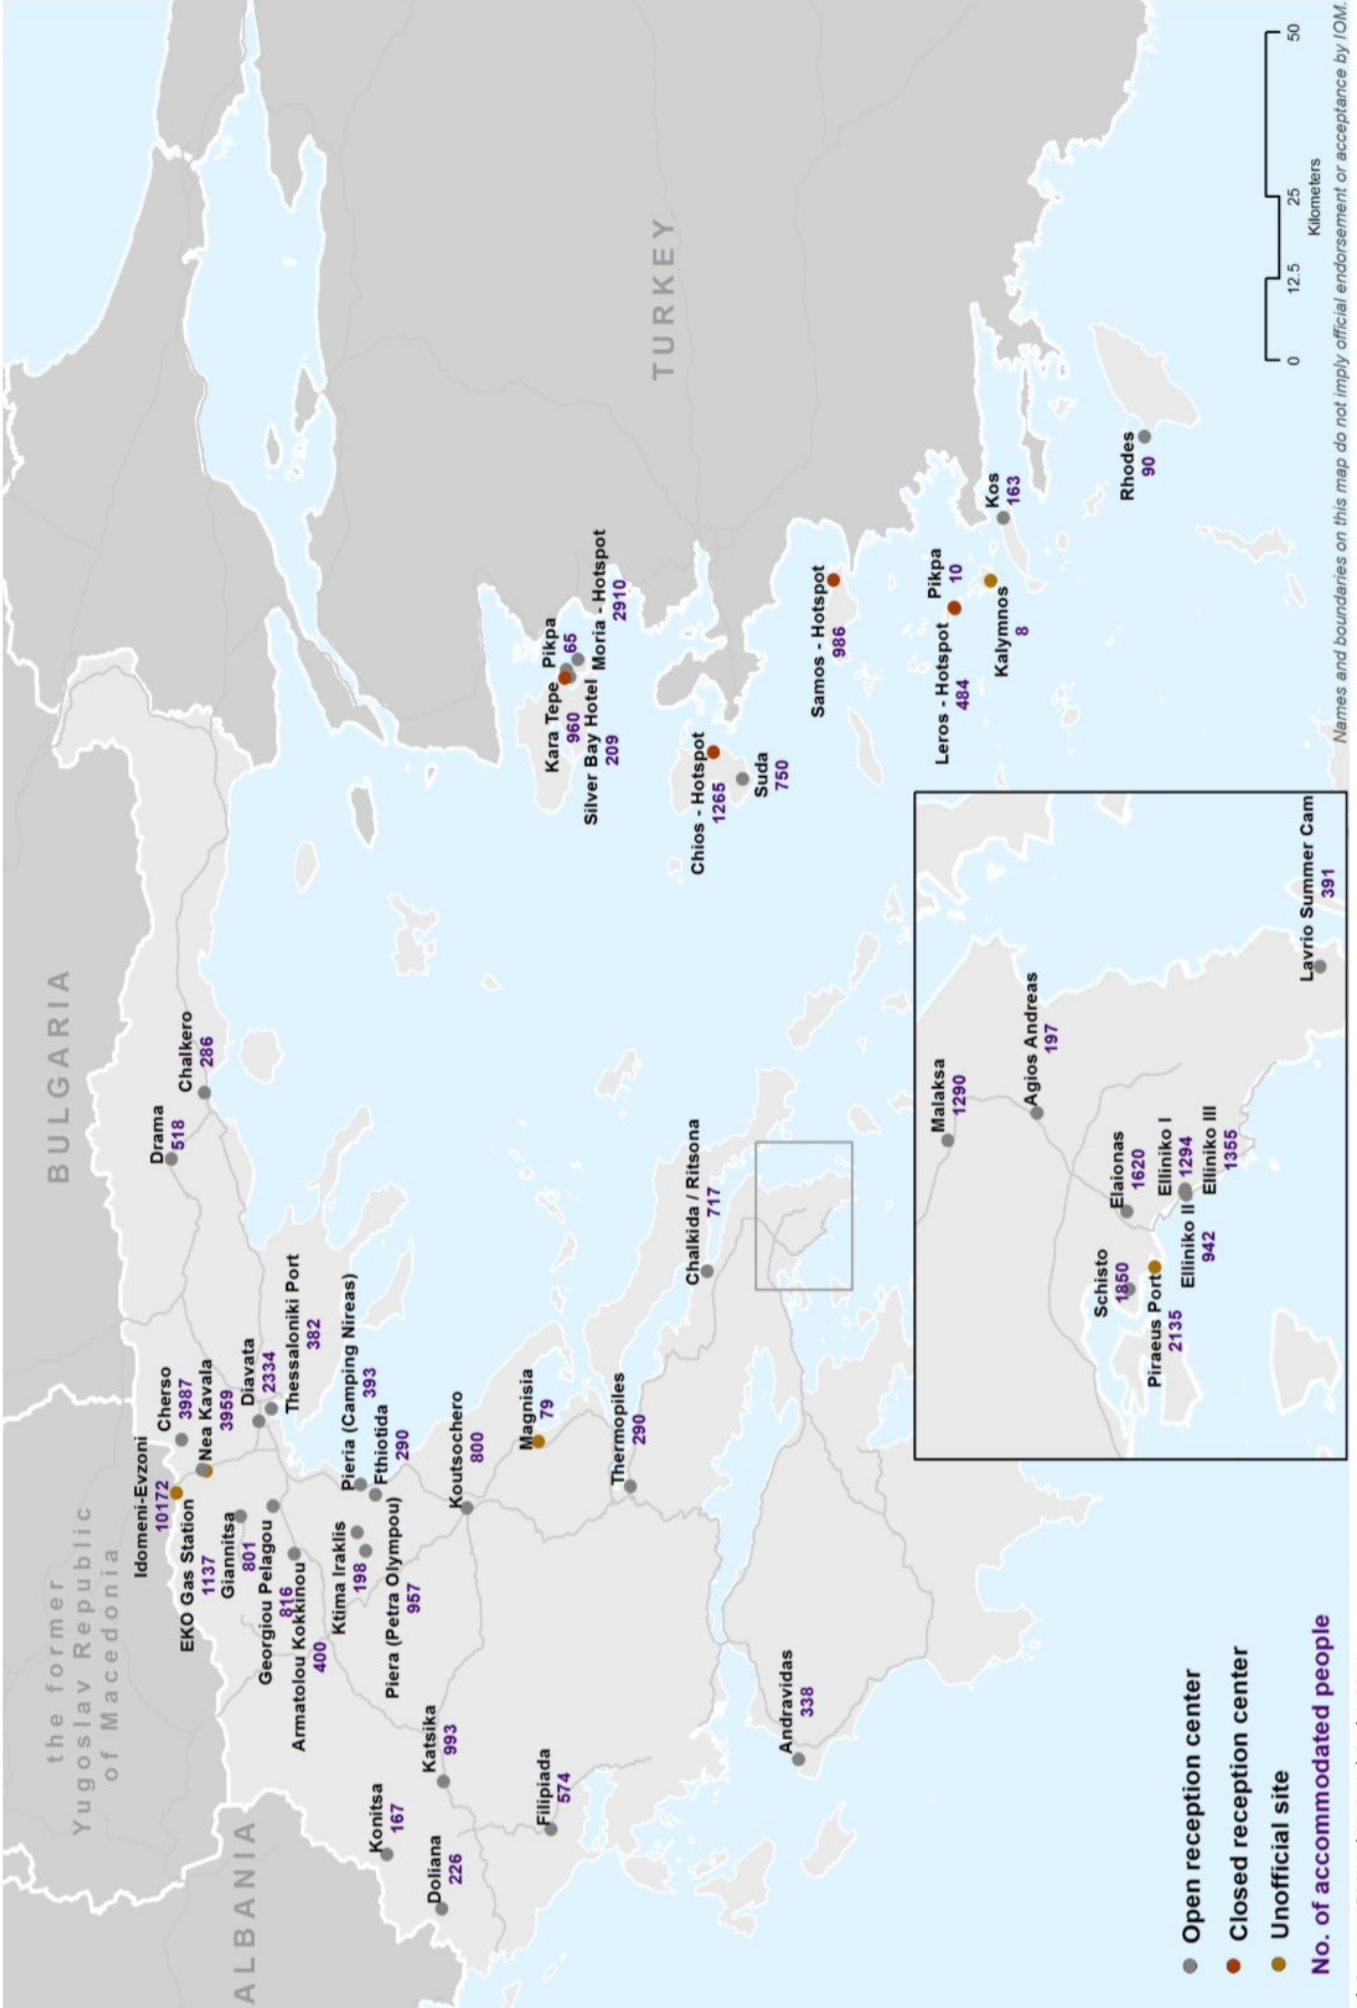 BULGARIA
the former
Yugoslav Republic
of Macedonia
ALBANIA
TURKEY
Idomeni-Evzoni
10172
Cherso
3987
Nea Kavala
3959
EKO Gas Station
1137
Giannitsa
801
Georgiou Pelagou
816
Armatolou Kokkinou
400
Diavata
2334
Thessaloniki Port
382
Drama
518
Chalkero
286
Pieria (Camping Nireas)
393
Fthiotida
290
Ktima Iraklis
198
Piera (Petra Olympou)
957
Konitsa
167
Doliana
226
Katsika
993
Koutsochero
800
Filipiada
574
Magnisia
79
Thermopiles
290
Chalkida / Ritsona
717
Andravidas
338
Kara Tepe
960
Pikpa
65
Moria - Hotspot
2910
Silver Bay Hotel
209
Chios - Hotspot
1265
Suda
750
Samos - Hotspot
986
Leros - Hotspot
484
Pikpa
10
Kalymnos
8
Kos
163
Rhodes
90
Malaksa
1290
Agios Andreas
197
Schisto
1850
Elaionas
1620
Piraeus Port
2135
Elliniko I
1294
Elliniko II
942
Elliniko III
1355
Lavrio Summer Cam
391
Open reception center
Closed reception center
Unofficial site
No. of accommodated people
0 12.5 25 50
Kilometers
Names and boundaries on this map do not imply official endorsement or acceptance by IOM.